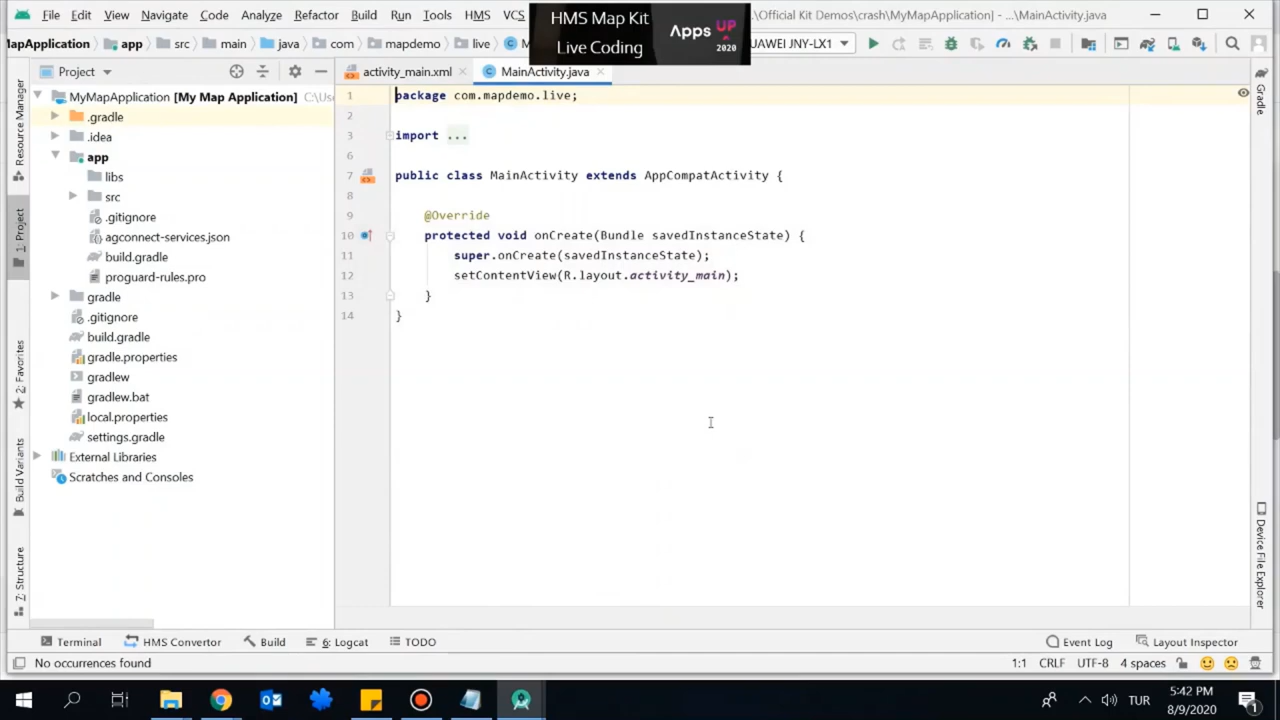 File Edit View Navigate Code Analyze Refactor Build Run Tools HMS VCS
HMS Map Kit
Live Coding
Apps UP
2020
\Official Kit Demos\crash\MyMapApplication] - ...\MainActivity.java
MapApplication app src main java com mapdemo live
UAWEI JNY-LX1
Project
activity_main.xml
MainActivity.java
Resource Manager
1: Project
2: Favorites
Build Variants
7: Structure
MyMapApplication [My Map Application] C:\Use
.gradle
.idea
app
libs
src
.gitignore
agconnect-services.json
build.gradle
proguard-rules.pro
gradle
.gitignore
build.gradle
gradle.properties
gradlew
gradlew.bat
local.properties
settings.gradle
External Libraries
Scratches and Consoles
1 package com.mapdemo.live;
2
3 import ...
6
7 public class MainActivity extends AppCompatActivity {
8
9 @Override
10 protected void onCreate(Bundle savedInstanceState) {
11 super.onCreate(savedInstanceState);
12 setContentView(R.layout.activity_main);
13 }
14 }
Gradle
Device File Explorer
Terminal HMS Convertor Build 6: Logcat TODO Event Log Layout Inspector
No occurrences found 1:1 CRLF UTF-8 4 spaces
TUR
5:42 PM
8/9/2020
1